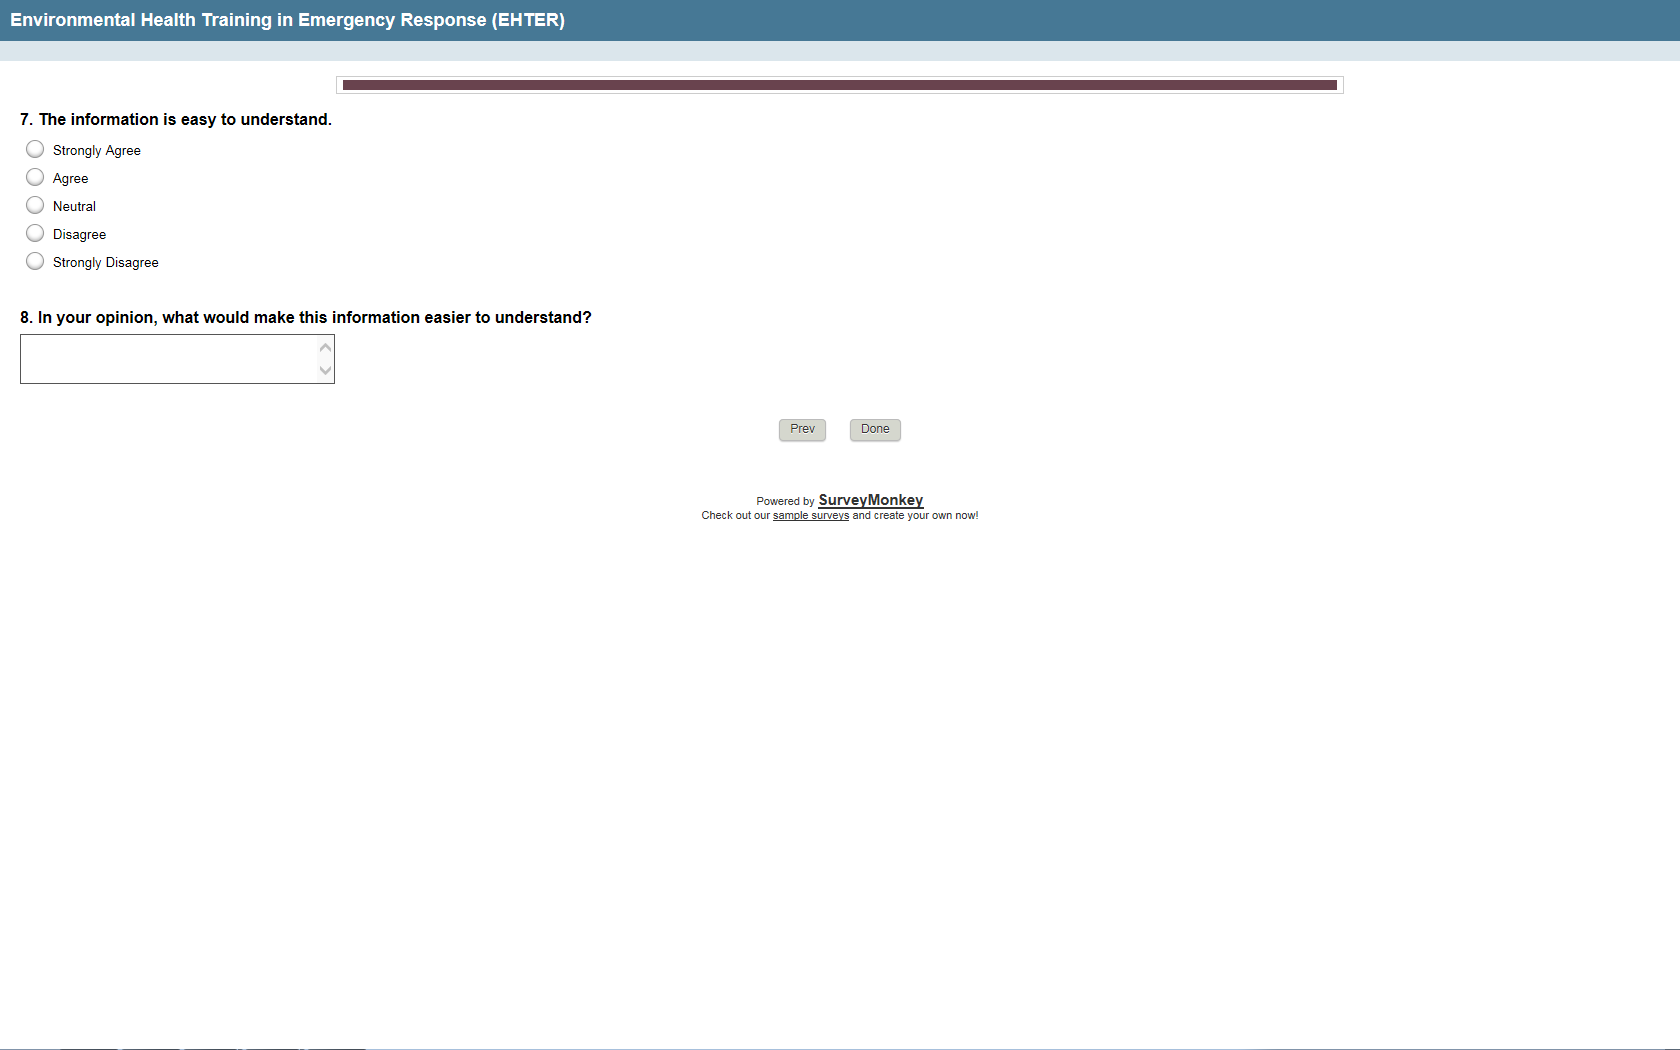 Environmental Health Training in Emergency Response (EHTER)
7. The information is easy to understand.
Strongly Agree
Agree
Neutral
Disagree
Strongly Disagree
8. In your opinion, what would make this information easier to understand?
Prev Done
Powered by SurveyMonkey
Check out our sample surveys and create your own now!